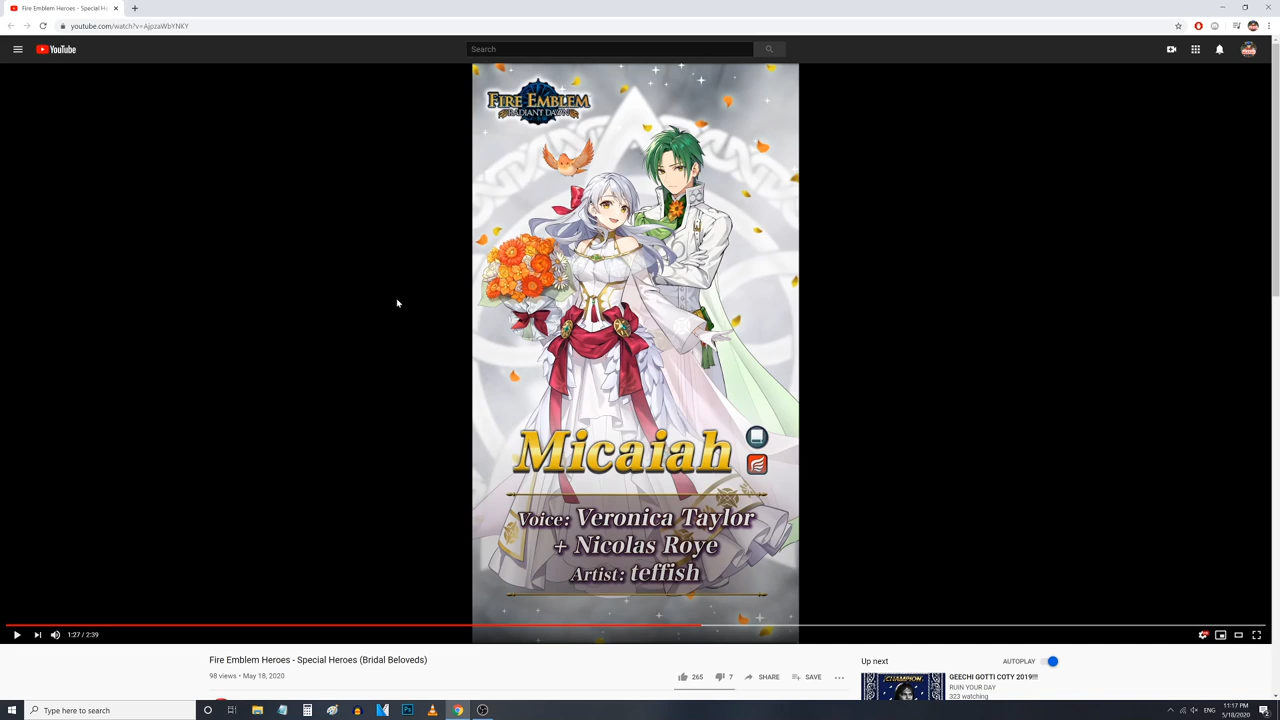 Fire Emblem Heroes - Special H
youtube.com/watch?v=AjpzaWbYNKY
YouTube
Search
FIRE EMBLEM
RADIANT DAWN
Micaiah
Voice: Veronica Taylor
+ Nicolas Roye
Artist: teffish
1:27 / 2:39
Fire Emblem Heroes - Special Heroes (Bridal Beloveds)
98 views • May 18, 2020
265
7
SHARE
SAVE
Up next
AUTOPLAY
CHAMPION
GEECHI GOTTI COTY 2019!!!
RUIN YOUR DAY
323 watching
Type here to search
ENG
11:17 PM
5/18/2020